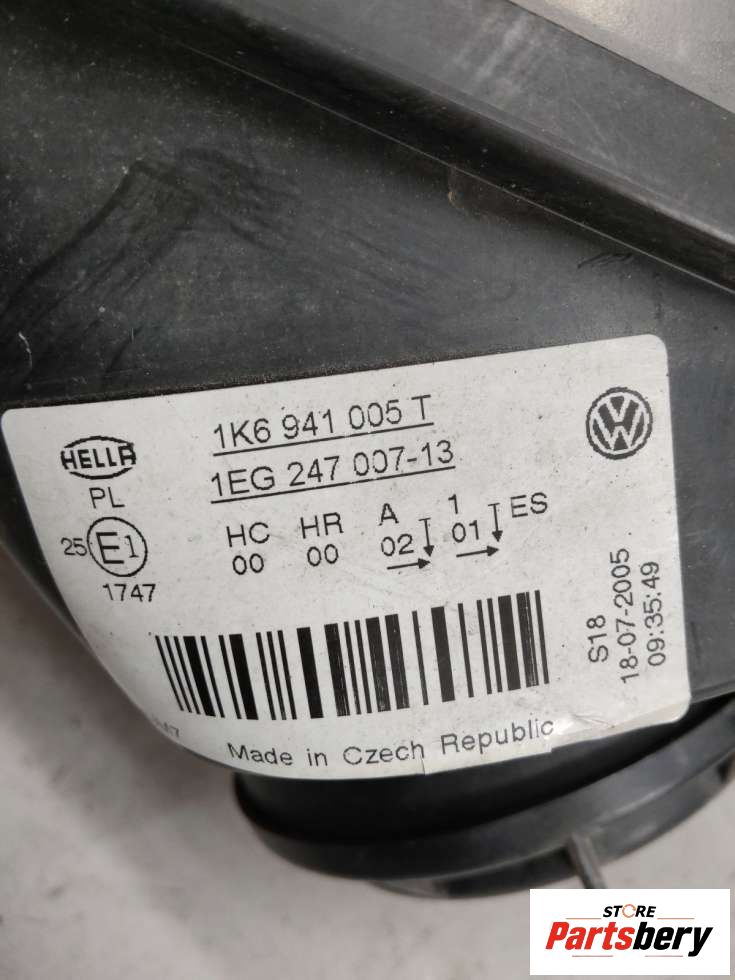 HELLA
1K6 941 005 T
1EG 247 007-13
PL
25 E1
1747
HC HR A 1 ES
00 00 02 01
S18
18-07-2005
09:35:49
Made in Czech Republic
VW
STORE
Partsbery